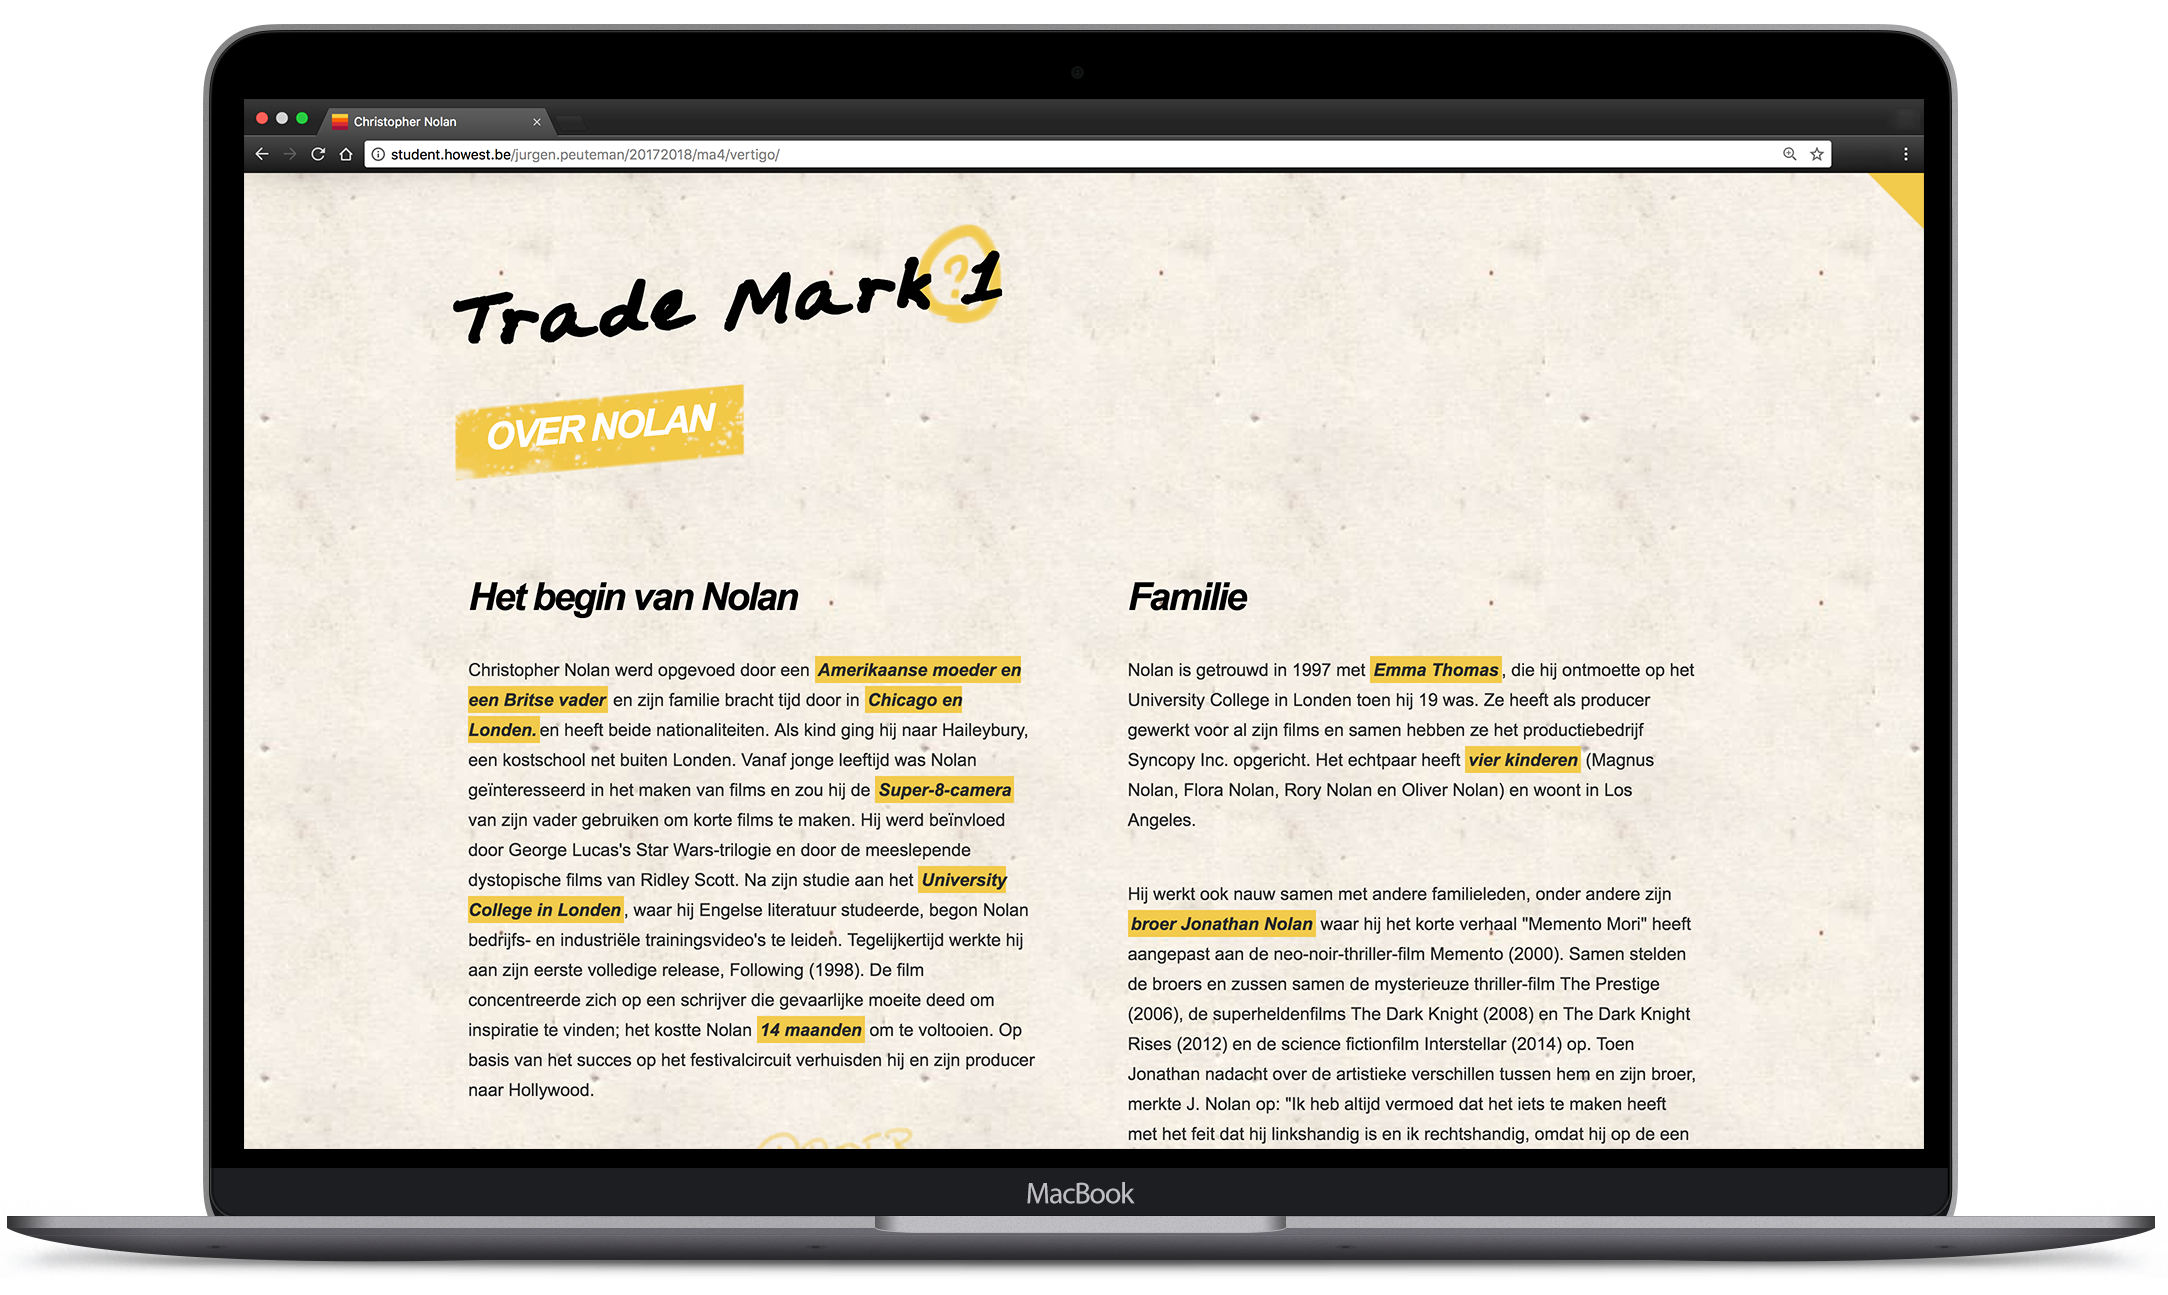 Christopher Nolan
student.howest.be/jurgen.peuteman/20172018/ma4/vertigo/
Trade Mark ? 1
OVER NOLAN
Het begin van Nolan
Christopher Nolan werd opgevoed door een Amerikaanse moeder en
een Britse vader en zijn familie bracht tijd door in Chicago en
Londen. en heeft beide nationaliteiten. Als kind ging hij naar Haileybury,
een kostschool net buiten Londen. Vanaf jonge leeftijd was Nolan
geïnteresseerd in het maken van films en zou hij de Super-8-camera
van zijn vader gebruiken om korte films te maken. Hij werd beïnvloed
door George Lucas's Star Wars-trilogie en door de meeslepende
dystopische films van Ridley Scott. Na zijn studie aan het University
College in Londen, waar hij Engelse literatuur studeerde, begon Nolan
bedrijfs- en industriële trainingsvideo's te leiden. Tegelijkertijd werkte hij
aan zijn eerste volledige release, Following (1998). De film
concentreerde zich op een schrijver die gevaarlijke moeite deed om
inspiratie te vinden; het kostte Nolan 14 maanden om te voltooien. Op
basis van het succes op het festivalcircuit verhuisden hij en zijn producer
naar Hollywood.
Familie
Nolan is getrouwd in 1997 met Emma Thomas, die hij ontmoette op het
University College in Londen toen hij 19 was. Ze heeft als producer
gewerkt voor al zijn films en samen hebben ze het productiebedrijf
Syncopy Inc. opgericht. Het echtpaar heeft vier kinderen (Magnus
Nolan, Flora Nolan, Rory Nolan en Oliver Nolan) en woont in Los
Angeles.
Hij werkt ook nauw samen met andere familieleden, onder andere zijn
broer Jonathan Nolan waar hij het korte verhaal "Memento Mori" heeft
aangepast aan de neo-noir-thriller-film Memento (2000). Samen stelden
de broers en zussen samen de mysterieuze thriller-film The Prestige
(2006), de superheldenfilms The Dark Knight (2008) en The Dark Knight
Rises (2012) en de science fictionfilm Interstellar (2014) op. Toen
Jonathan nadacht over de artistieke verschillen tussen hem en zijn broer,
merkte J. Nolan op: "Ik heb altijd vermoed dat het iets te maken heeft
met het feit dat hij linkshandig is en ik rechtshandig, omdat hij op de een
MacBook